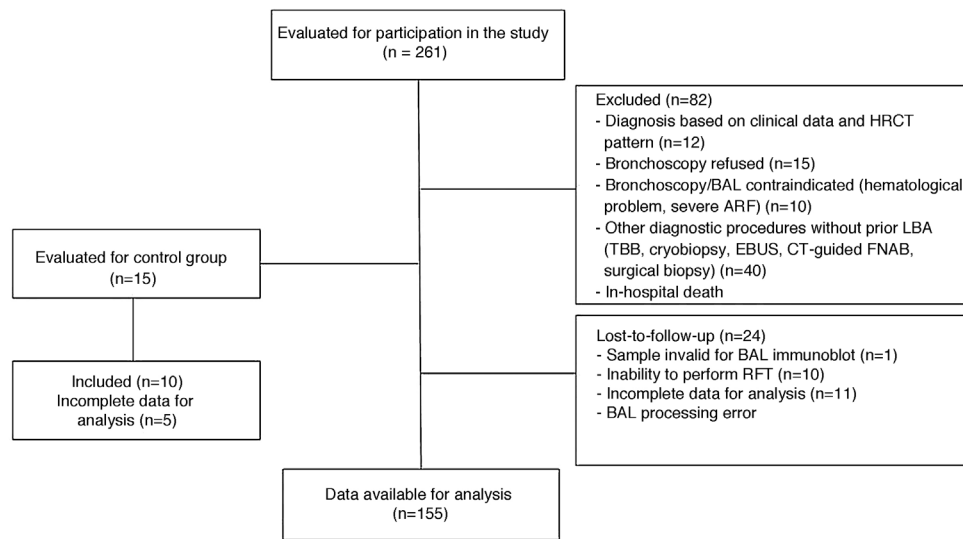 Evaluated for participation in the study
(n = 261)
Excluded (n=82)
- Diagnosis based on clinical data and HRCT
pattern (n=12)
- Bronchoscopy refused (n=15)
- Bronchoscopy/BAL contraindicated (hematological
problem, severe ARF) (n=10)
- Other diagnostic procedures without prior LBA
(TBB, cryobiopsy, EBUS, CT-guided FNAB,
surgical biopsy) (n=40)
- In-hospital death
Evaluated for control group
(n=15)
Included (n=10)
Incomplete data for
analysis (n=5)
Lost-to-follow-up (n=24)
- Sample invalid for BAL immunoblot (n=1)
- Inability to perform RFT (n=10)
- Incomplete data for analysis (n=11)
- BAL processing error
Data available for analysis
(n=155)